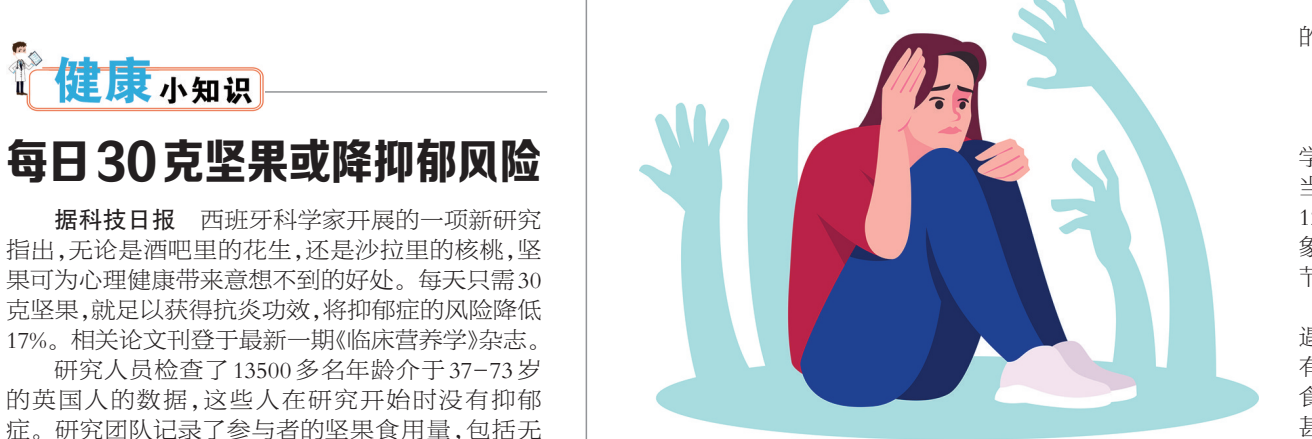 健康小知识
每日30克坚果或降抑郁风险
据科技日报　西班牙科学家开展的一项新研究
指出,无论是酒吧里的花生,还是沙拉里的核桃,坚
果可为心理健康带来意想不到的好处。每天只需30
克坚果,就足以获得抗炎功效,将抑郁症的风险降低
17%。相关论文刊登于最新一期《临床营养学》杂志。
研究人员检查了13500多名年龄介于37-73岁
的英国人的数据,这些人在研究开始时没有抑郁
症。研究团队记录了参与者的坚果食用量,包括无
的
学
当
1
象
节
有
食